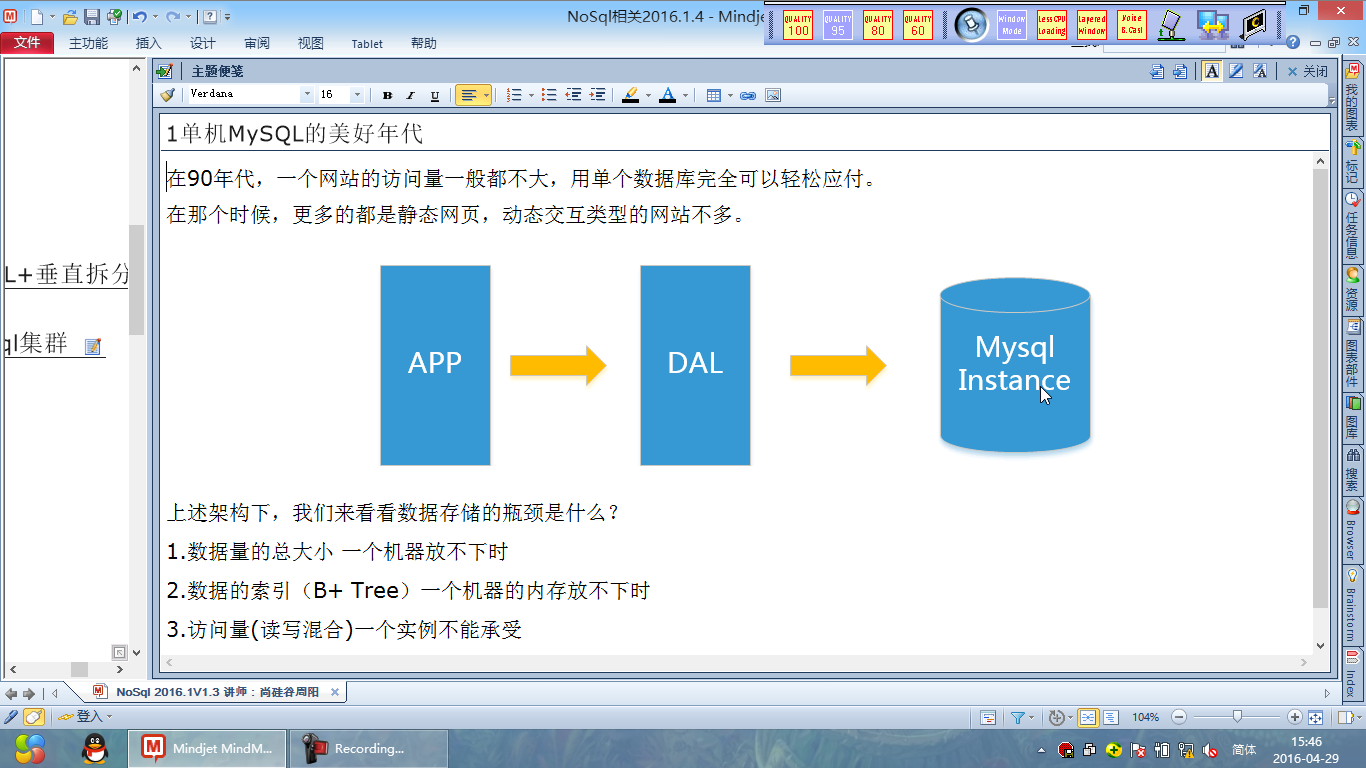 NoSql相关2016.1.4 - Mindjet
QUALITY 100
QUALITY 95
QUALITY 80
QUALITY 60
Window Mode
LessCPU Loading
Layered Window
Voice B.Cast
文件 主功能 插入 设计 审阅 视图 Tablet 帮助
主题便笺
关闭
Verdana 16
1单机MySQL的美好年代
在90年代，一个网站的访问量一般都不大，用单个数据库完全可以轻松应付。
在那个时候，更多的都是静态网页，动态交互类型的网站不多。
L+垂直拆分
ql集群
APP
DAL
Mysql
Instance
上述架构下，我们来看看数据存储的瓶颈是什么？
1.数据量的总大小 一个机器放不下时
2.数据的索引（B+ Tree）一个机器的内存放不下时
3.访问量(读写混合)一个实例不能承受
我的图表
标记
任务信息
资源
图表部件
图库
搜索
Browser
Brainstorm
Index
NoSql 2016.1V1.3 讲师：尚硅谷周阳
登入
104%
Mindjet MindM...
Recording...
简体
15:46
2016-04-29